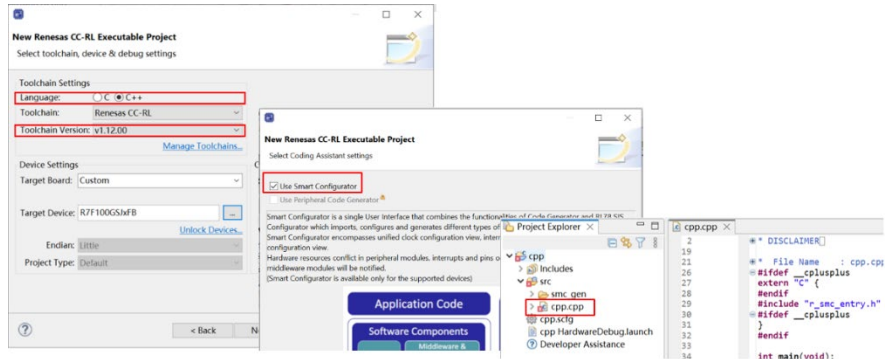 New Renesas CC-RL Executable Project
Select toolchain, device & debug settings
Toolchain Settings
Language: C C++
Toolchain: Renesas CC-RL
Toolchain Version: v1.12.00
Manage Toolchains...
Device Settings
Target Board: Custom
Target Device: R7F100GSJxFB
...
Unlock Devices...
Endian: Little
Project Type: Default
< Back
New Renesas CC-RL Executable Project
Select Coding Assistant settings
Use Smart Configurator
Use Peripheral Code Generator
Smart Configurator is a single User Interface that combines the functionalities of Code Generator and
Smart Configurator which imports, configures and generates different types of
Smart Configurator encompasses unified clock configuration view,
configuration view.
Hardware resources conflict in peripheral modules, interrupts and pins
middleware modules will be notified.
(Smart Configurator is available only for the supported devices)
Application Code
Software Components
Middleware &
Project Explorer
cpp
Includes
src
smc_gen
cpp.cpp
cpp.scfg
cpp HardwareDebug.launch
Developer Assistance
cpp.cpp
2 * DISCLAIMER
19
21 * File Name : cpp.cpp
26 #ifdef __cplusplus
27 extern "C" {
28 #endif
29 #include "r_smc_entry.h"
30 #ifdef __cplusplus
31 }
32 #endif
33
34 int main(void);